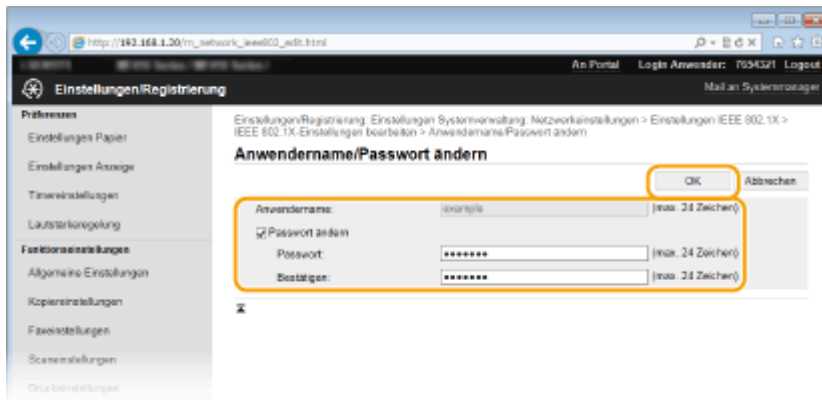 http://192.168.1.20/m_network_ieee802_edit.html
An Portal Login Anwender: 7654321 Logout
Einstellungen/Registrierung
Mail an Systemmanager
Präferenzen
Einstellungen Papier
Einstellungen Anzeige
Timereinstellungen
Lautstärkeregelung
Funktionseinstellungen
Allgemeine Einstellungen
Kopiereinstellungen
Faxeinstellungen
Scaneinstellungen
Druckeinstellungen
Einstellungen/Registrierung: Einstellungen Systemverwaltung: Netzwerkeinstellungen > Einstellungen IEEE 802.1X >
IEEE 802.1X-Einstellungen bearbeiten > Anwendername/Passwort ändern
Anwendername/Passwort ändern
OK Abbrechen
Anwendername: example (max. 24 Zeichen)
Passwort ändern
Passwort: ••••••• (max. 24 Zeichen)
Bestätigen: ••••••• (max. 24 Zeichen)